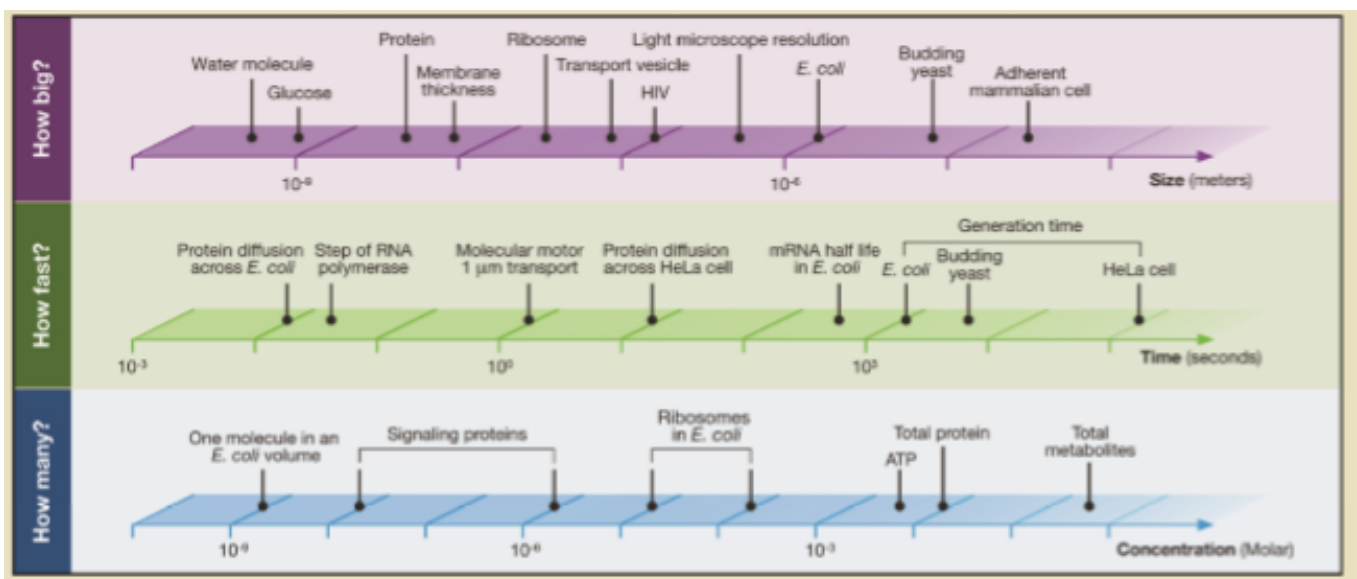 How big?
Water molecule
Glucose
Protein
Membrane
thickness
Ribosome
Transport vesicle
HIV
Light microscope resolution
E. coli
Budding
yeast
Adherent
mammalian cell
10⁻⁹
10⁻⁶
Size (meters)
How fast?
Protein diffusion
across E. coli
Step of RNA
polymerase
Molecular motor
1 μm transport
Protein diffusion
across HeLa cell
mRNA half life
in E. coli
Generation time
E. coli
Budding
yeast
HeLa cell
10⁻³
10⁰
10³
Time (seconds)
How many?
One molecule in an
E. coli volume
Signaling proteins
Ribosomes
in E. coli
ATP
Total protein
Total
metabolites
10⁻⁹
10⁻⁶
10⁻³
Concentration (Molar)